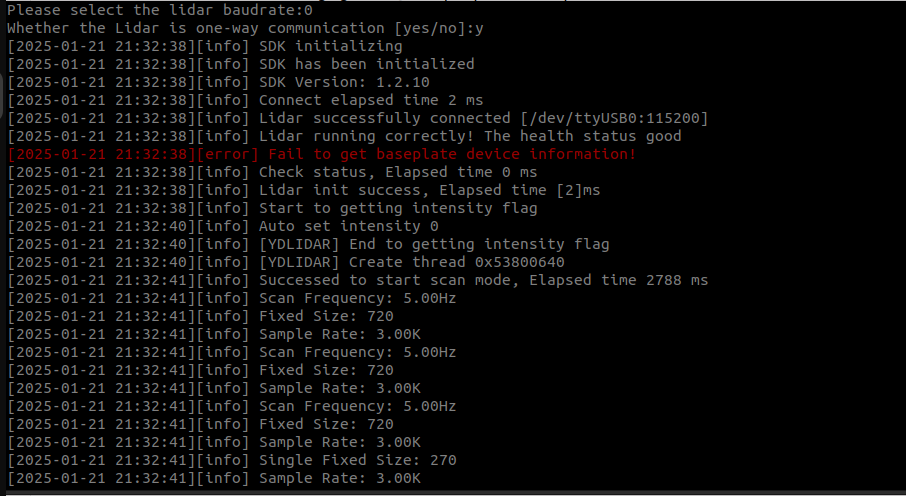 Please select the lidar baudrate:0
Whether the Lidar is one-way communication [yes/no]:y
[2025-01-21 21:32:38][info] SDK initializing
[2025-01-21 21:32:38][info] SDK has been initialized
[2025-01-21 21:32:38][info] SDK Version: 1.2.10
[2025-01-21 21:32:38][info] Connect elapsed time 2 ms
[2025-01-21 21:32:38][info] Lidar successfully connected [/dev/ttyUSB0:115200]
[2025-01-21 21:32:38][info] Lidar running correctly! The health status good
[2025-01-21 21:32:38][error] Fail to get baseplate device information!
[2025-01-21 21:32:38][info] Check status, Elapsed time 0 ms
[2025-01-21 21:32:38][info] Lidar init success, Elapsed time [2]ms
[2025-01-21 21:32:38][info] Start to getting intensity flag
[2025-01-21 21:32:40][info] Auto set intensity 0
[2025-01-21 21:32:40][info] [YDLIDAR] End to getting intensity flag
[2025-01-21 21:32:40][info] [YDLIDAR] Create thread 0x53800640
[2025-01-21 21:32:41][info] Successed to start scan mode, Elapsed time 2788 ms
[2025-01-21 21:32:41][info] Scan Frequency: 5.00Hz
[2025-01-21 21:32:41][info] Fixed Size: 720
[2025-01-21 21:32:41][info] Sample Rate: 3.00K
[2025-01-21 21:32:41][info] Scan Frequency: 5.00Hz
[2025-01-21 21:32:41][info] Fixed Size: 720
[2025-01-21 21:32:41][info] Sample Rate: 3.00K
[2025-01-21 21:32:41][info] Scan Frequency: 5.00Hz
[2025-01-21 21:32:41][info] Fixed Size: 720
[2025-01-21 21:32:41][info] Sample Rate: 3.00K
[2025-01-21 21:32:41][info] Single Fixed Size: 270
[2025-01-21 21:32:41][info] Sample Rate: 3.00K